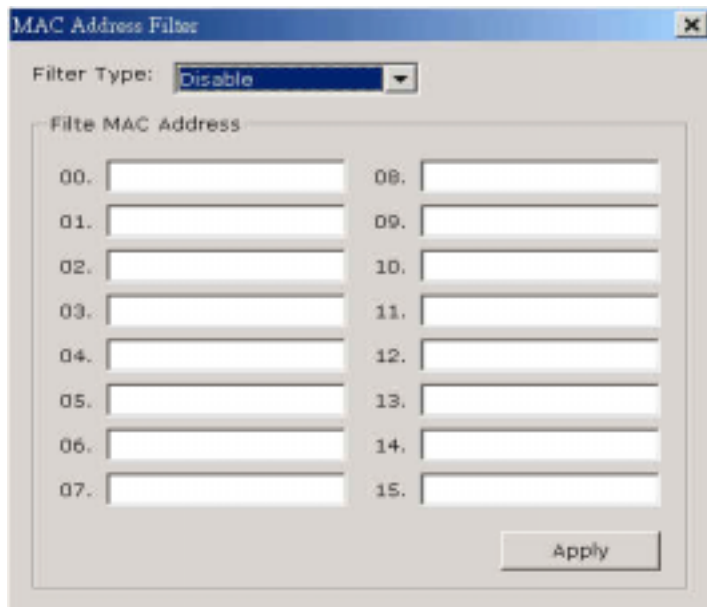 MAC Address Filter
Filter Type: Disable
Filte MAC Address
00. 08.
01. 09.
02. 10.
03. 11.
04. 12.
05. 13.
06. 14.
07. 15.
Apply